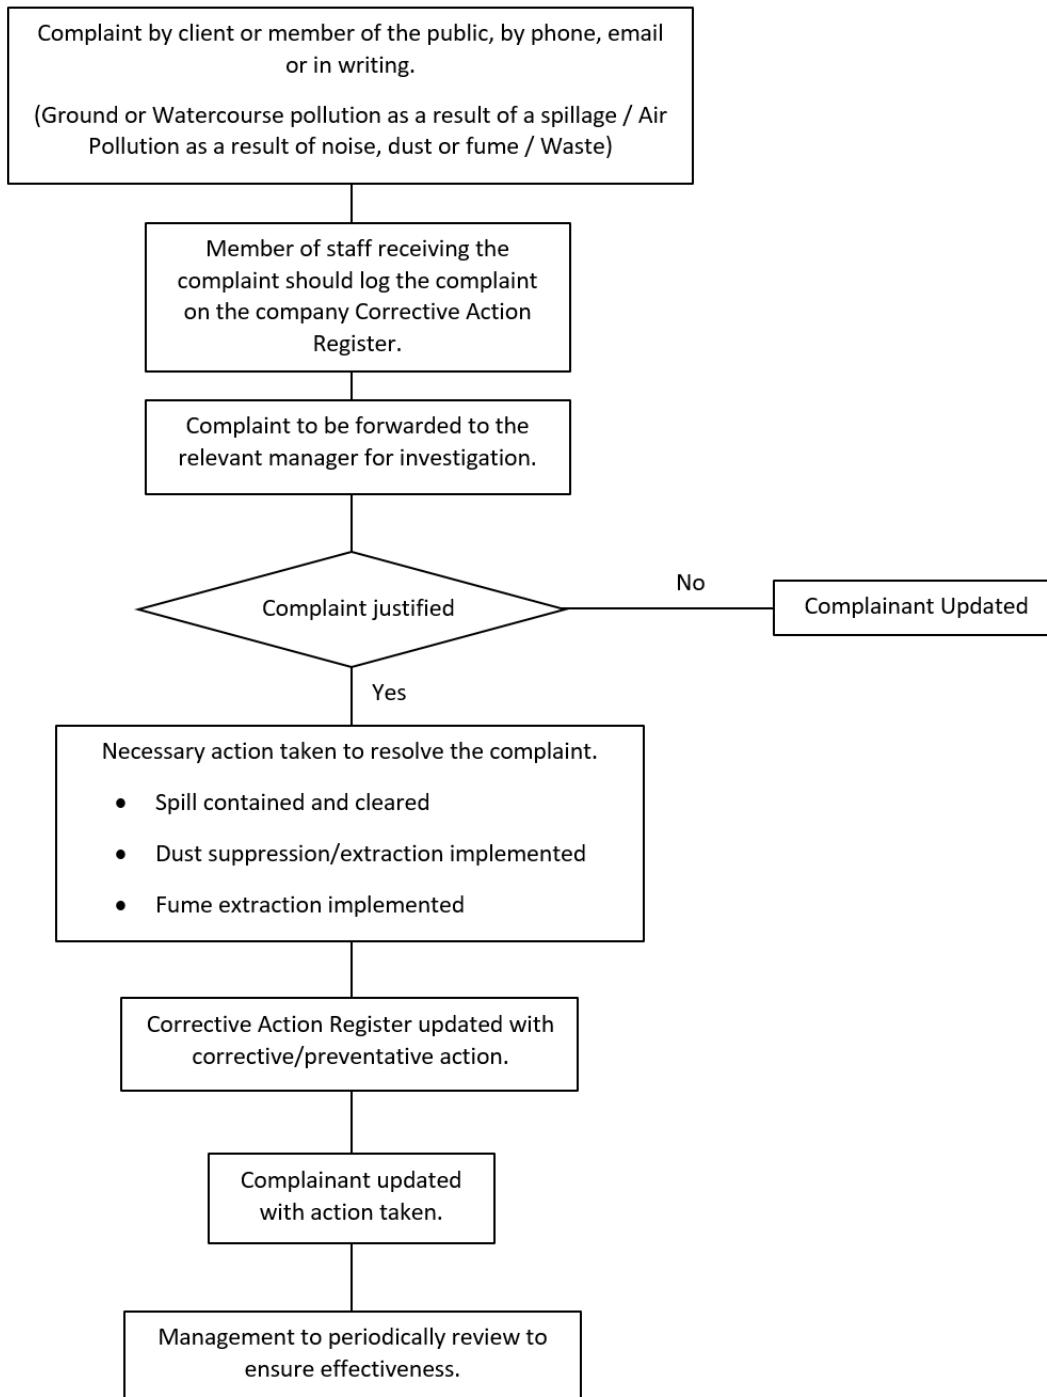 Complaint by client or member of the public, by phone, email
or in writing.
(Ground or Watercourse pollution as a result of a spillage / Air
Pollution as a result of noise, dust or fume / Waste)
Member of staff receiving the
complaint should log the complaint
on the company Corrective Action
Register.
Complaint to be forwarded to the
relevant manager for investigation.
Complaint justified
No
Complainant Updated
Yes
Necessary action taken to resolve the complaint.
• Spill contained and cleared
• Dust suppression/extraction implemented
• Fume extraction implemented
Corrective Action Register updated with
corrective/preventative action.
Complainant updated
with action taken.
Management to periodically review to
ensure effectiveness.